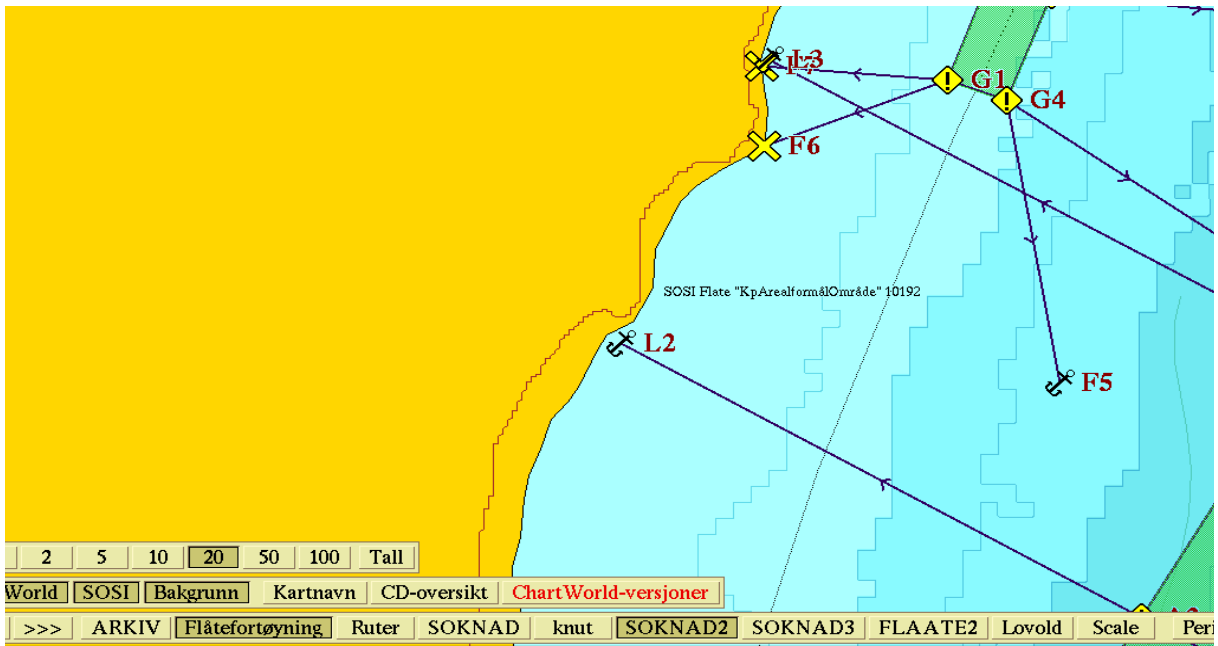 L3
G1
G4
F6
SOSI Flate "KpArealformålOmråde" 10192
L2
F5
2 5 10 20 50 100 Tall
World SOSI Bakgrunn Kartnavn CD-oversikt ChartWorld-versjoner
>>> ARKIV Flåtefortøyning Ruter SOKNAD knut SOKNAD2 SOKNAD3 FLAATE2 Lovold Scale Peri